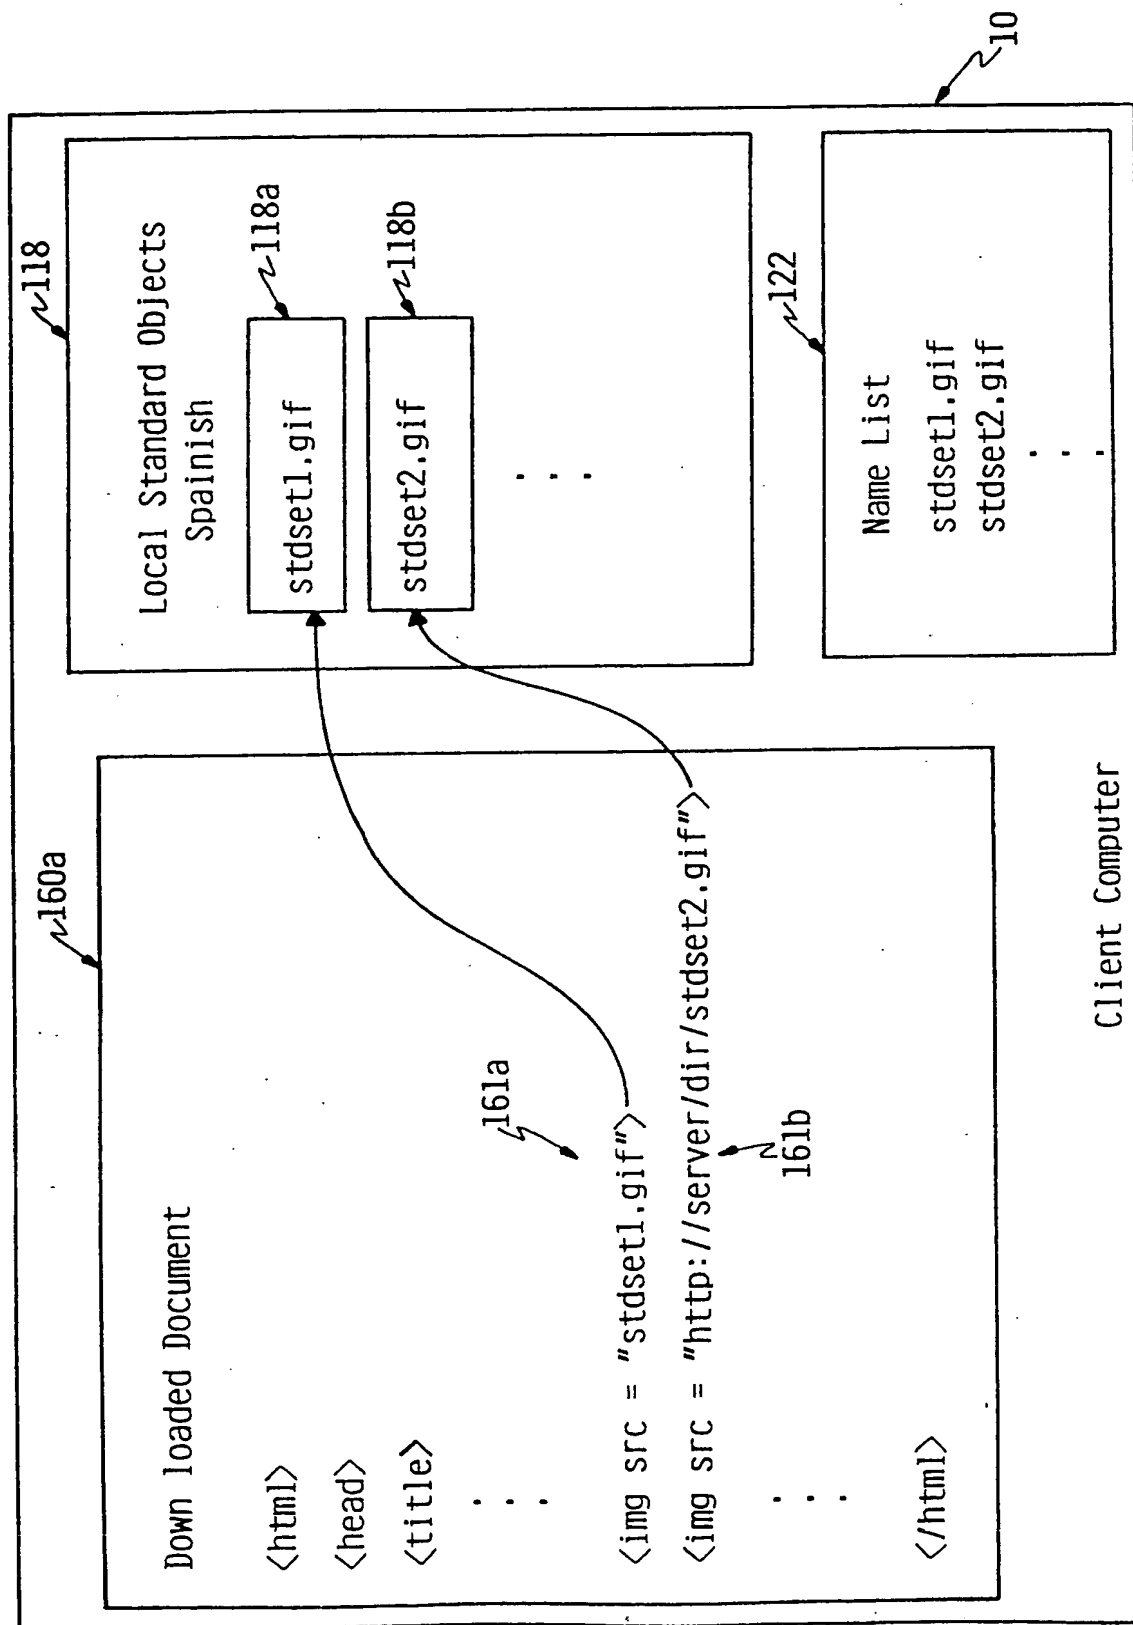 160a
Down loaded Document
<html>
<head>
<title>
. . .
161a
<img src = "stdset1.gif">
<img src = "http://server/dir/stdset2.gif">
161b
. . .
</html>
118
Local Standard Objects
Spainish
118a
stdset1.gif
118b
stdset2.gif
. . .
122
Name List
stdset1.gif
stdset2.gif
. . .
Client Computer
10